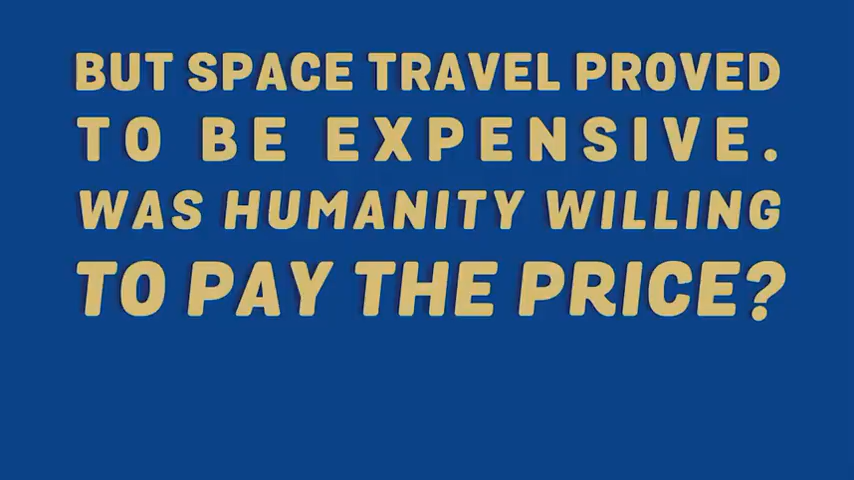 BUT SPACE TRAVEL PROVED
TO BE EXPENSIVE.
WAS HUMANITY WILLING
TO PAY THE PRICE?